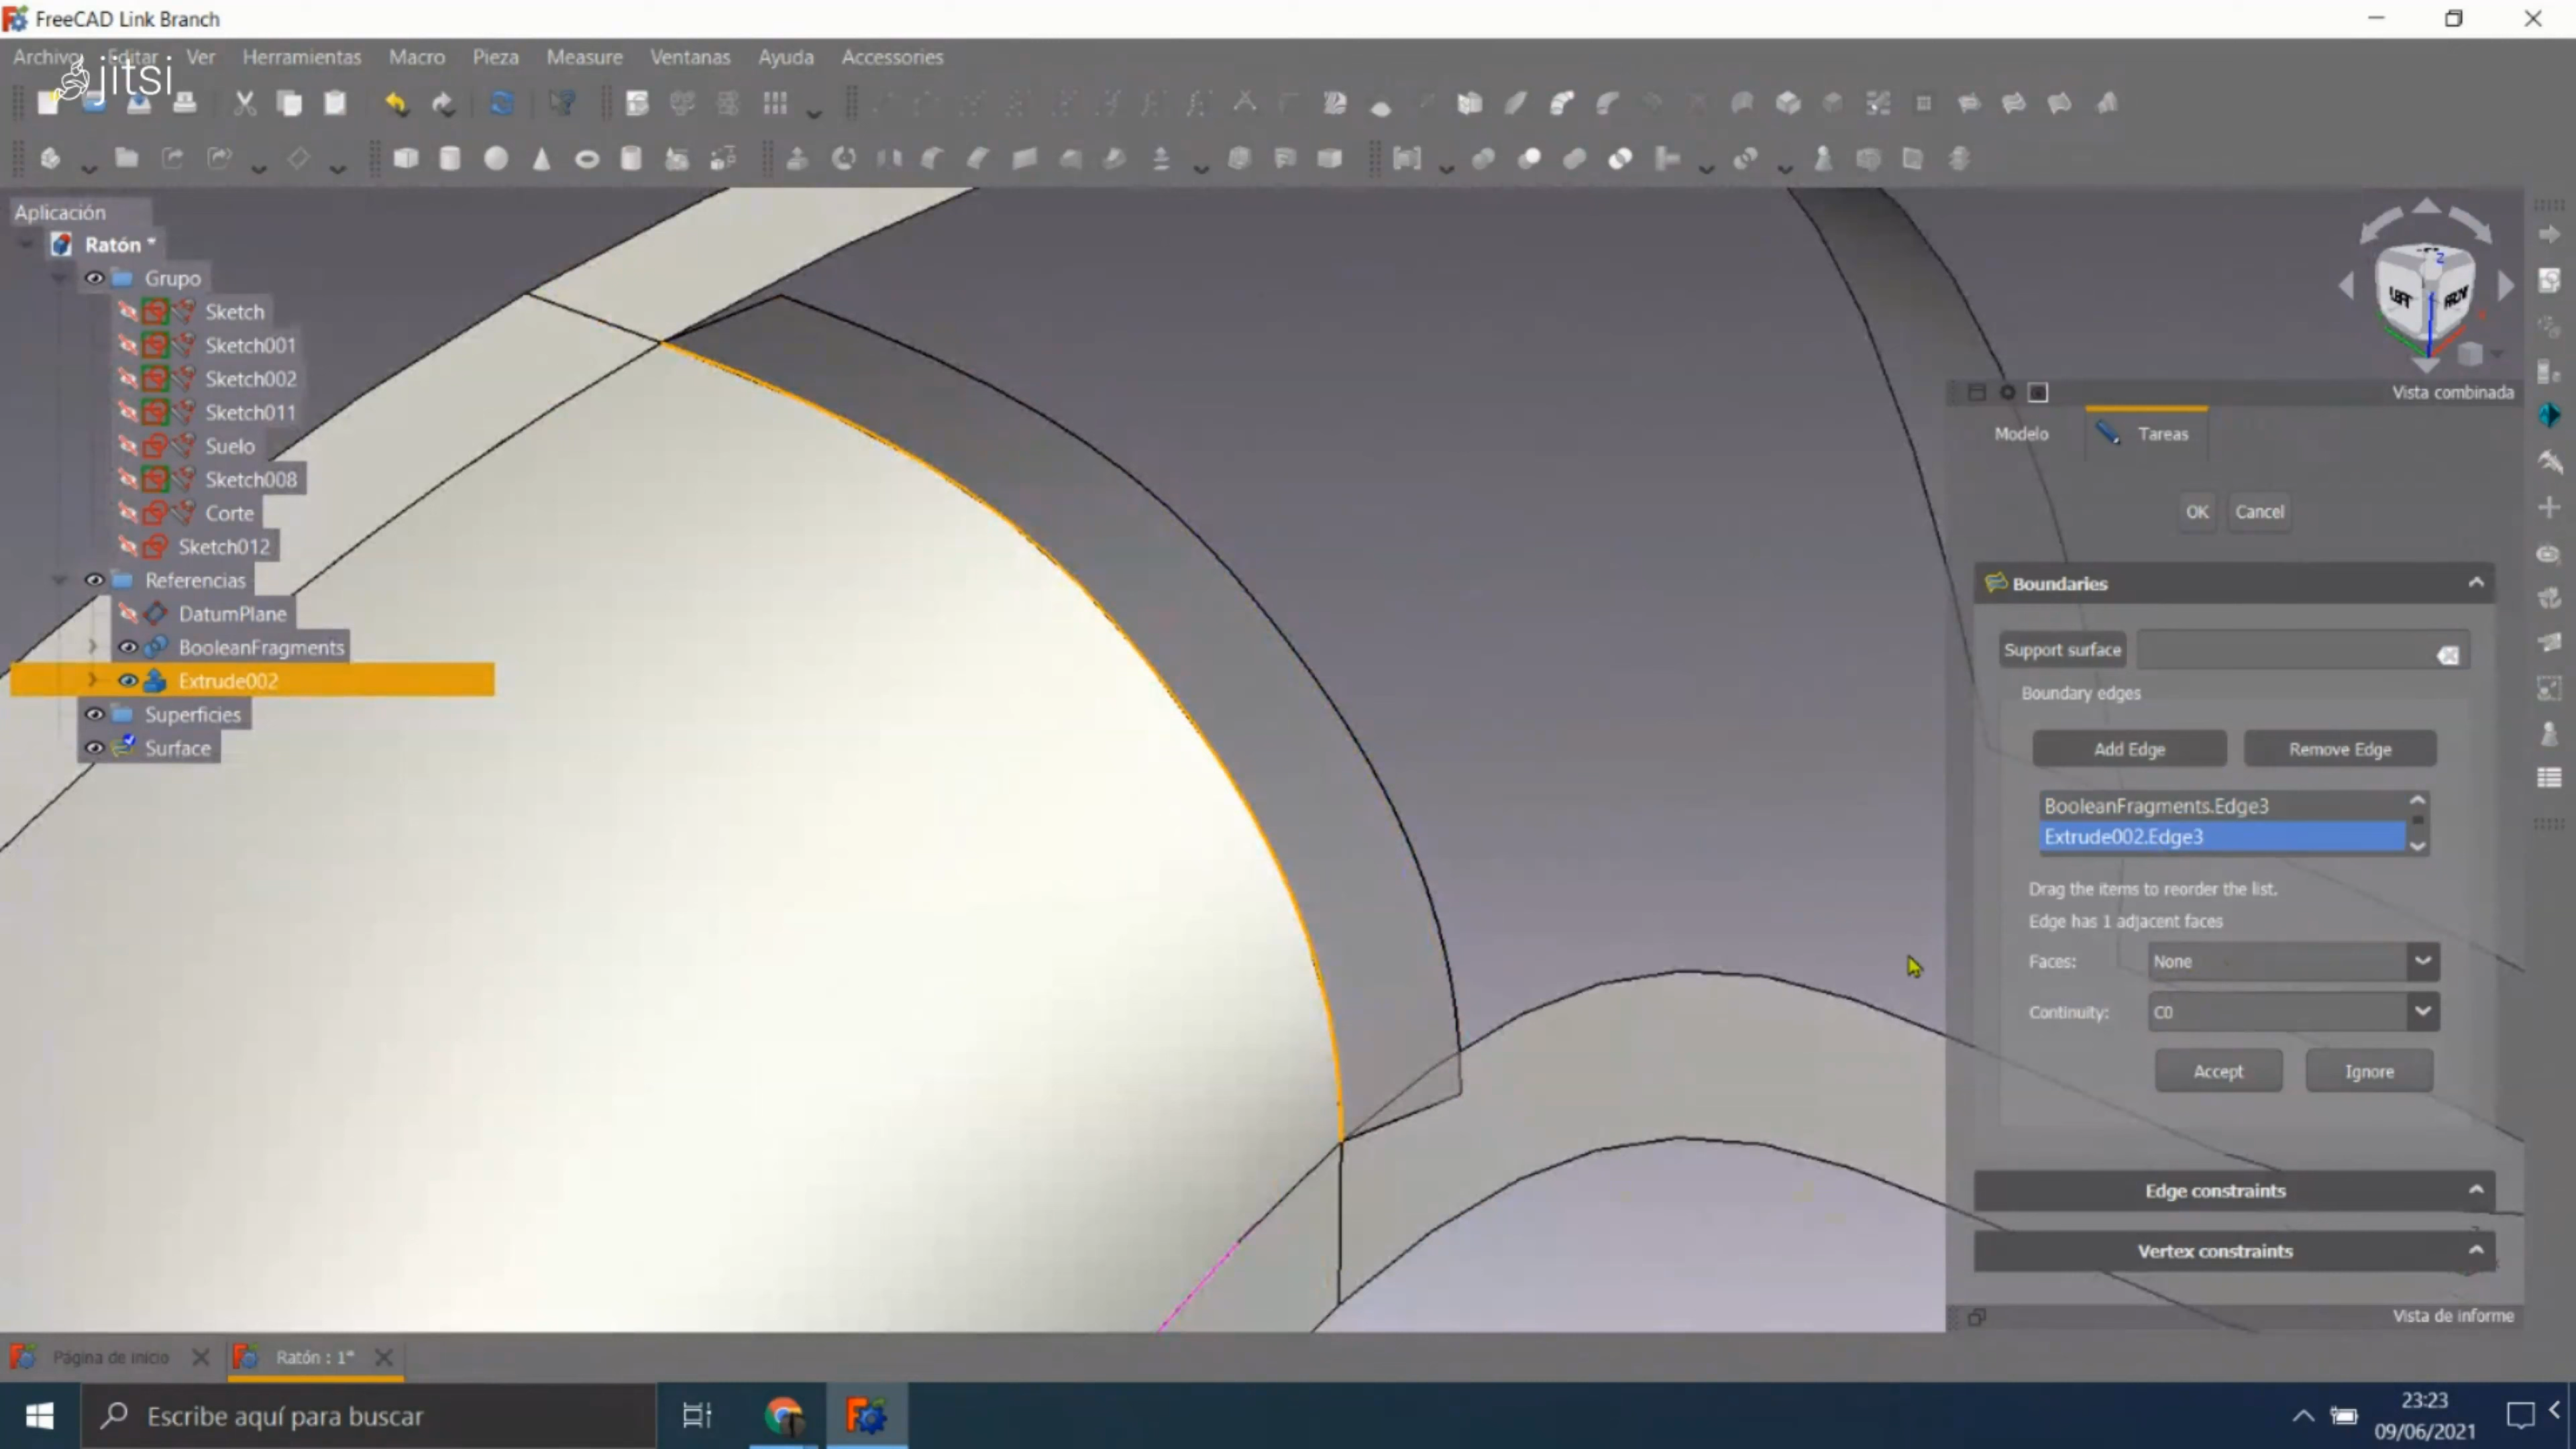 FreeCAD Link Branch
Archivo Editar Ver Herramientas Macro Pieza Measure Ventanas Ayuda Accessories
jitsi
Aplicación
Ratón *
Grupo
Sketch
Sketch001
Sketch002
Sketch011
Suelo
Sketch008
Corte
Sketch012
Referencias
DatumPlane
BooleanFragments
Extrude002
Superficies
Surface
Z
LEFT
FRONT
Vista combinada
Modelo Tareas
OK Cancel
Boundaries
Support surface
Boundary edges
Add Edge Remove Edge
BooleanFragments.Edge3
Extrude002.Edge3
Drag the items to reorder the list.
Edge has 1 adjacent faces
Faces: None
Continuity: C0
Accept Ignore
Edge constraints
Vertex constraints
Vista de informe
Página de inicio Ratón : 1*
Escribe aquí para buscar
23:23
09/06/2021